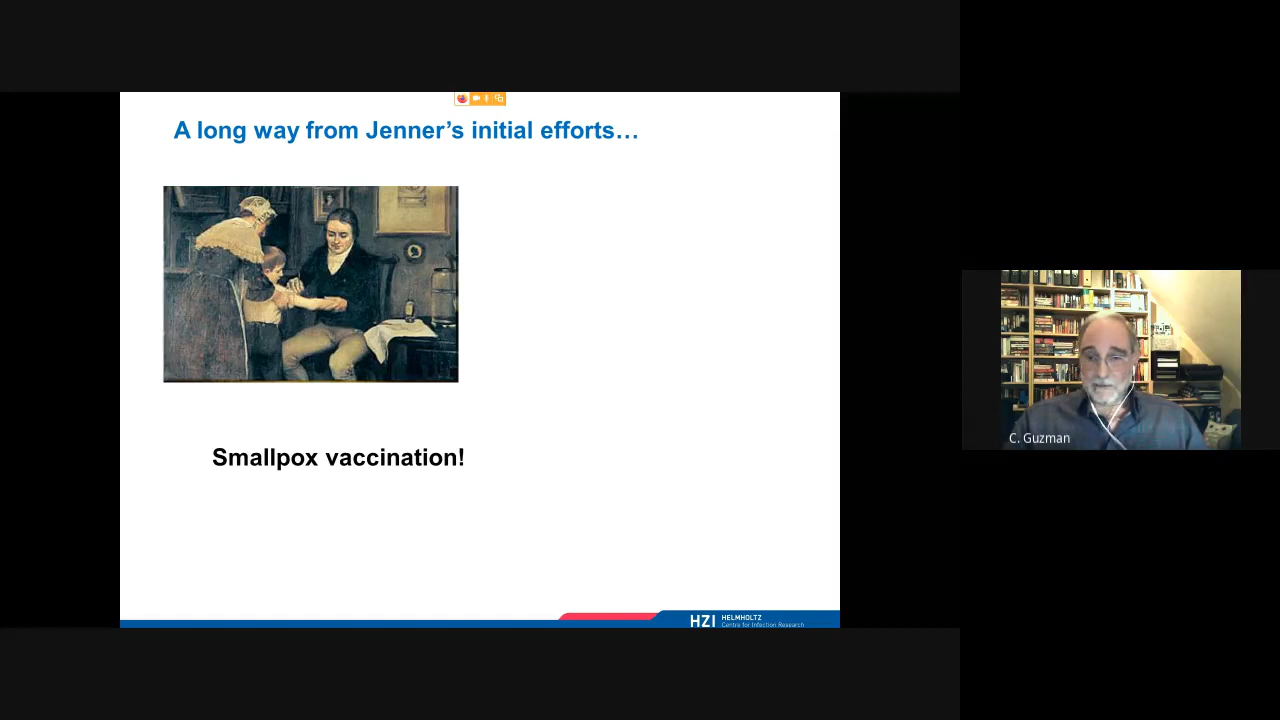 A long way from Jenner’s initial efforts…
Smallpox vaccination!
HZI HELMHOLTZ
Centre for Infection Research
C. Guzman